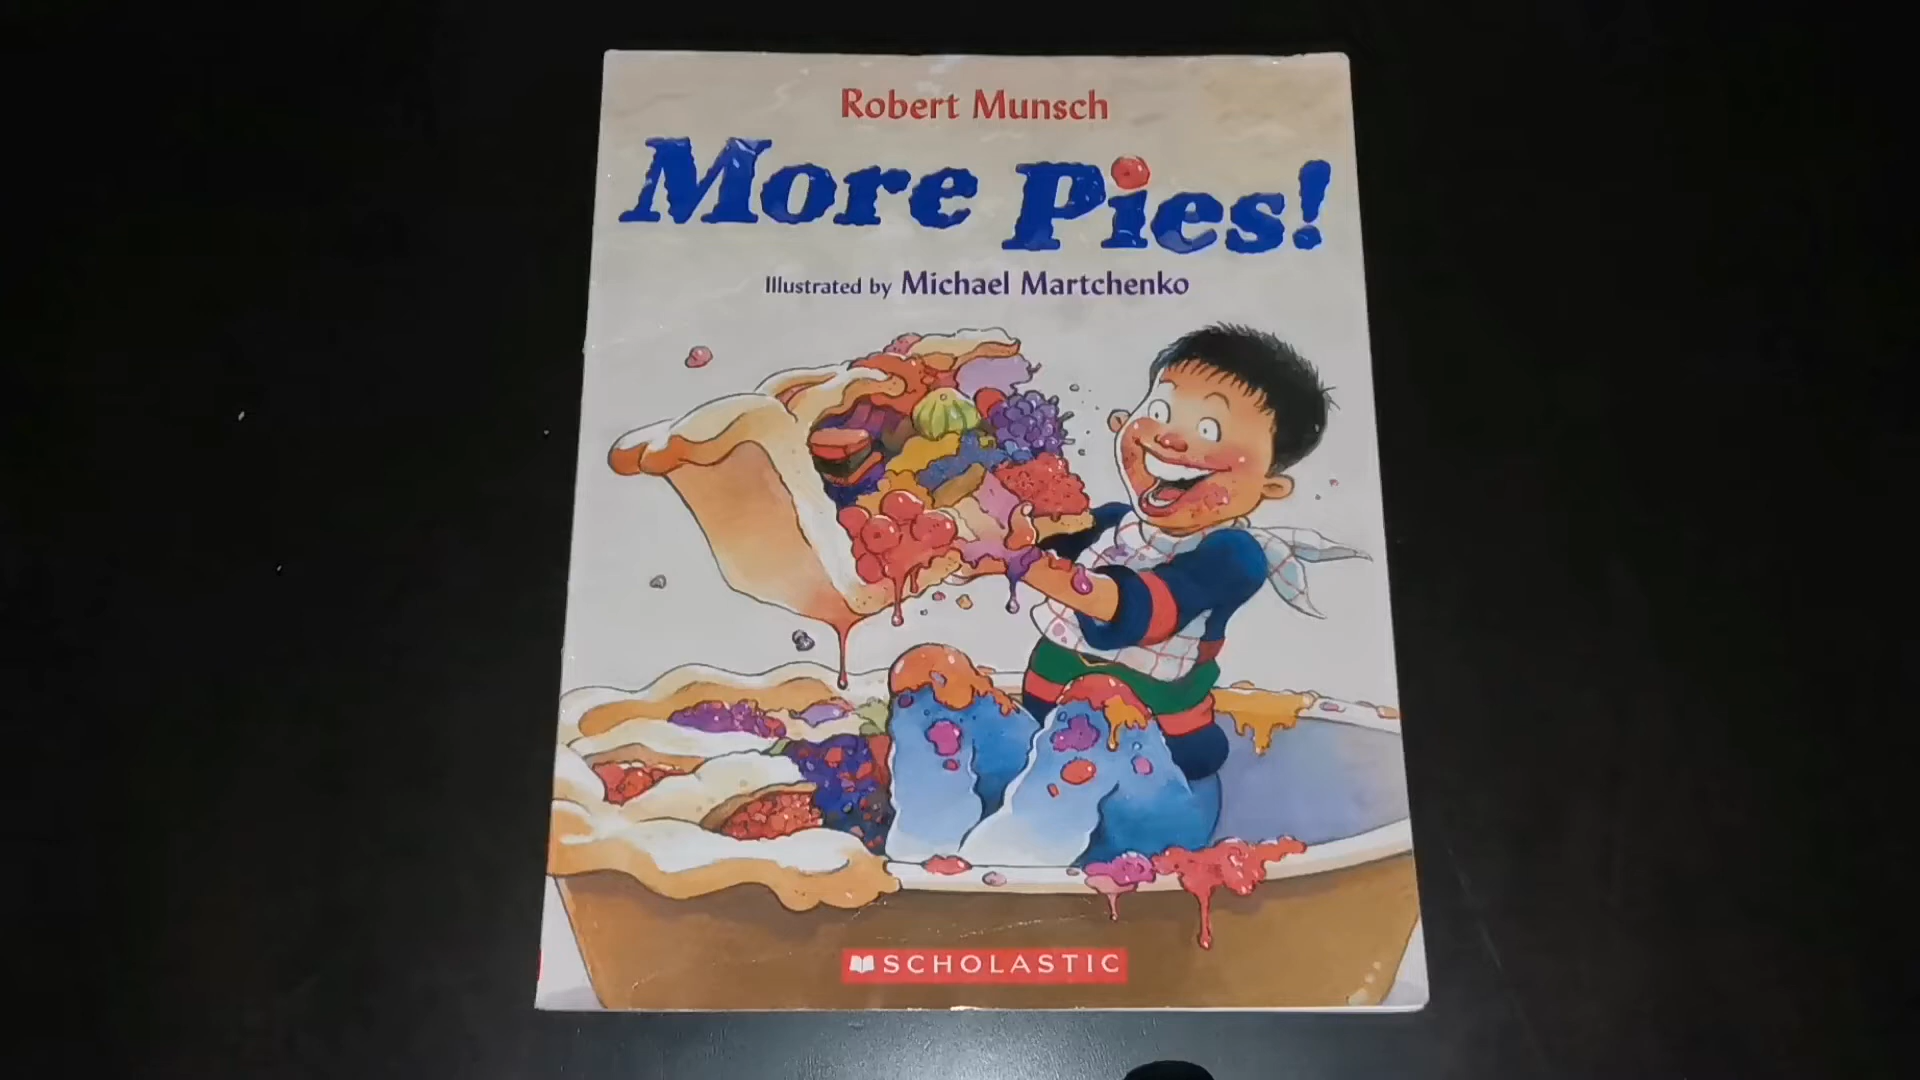 Robert Munsch
More Pies!
Illustrated by Michael Martchenko
SCHOLASTIC